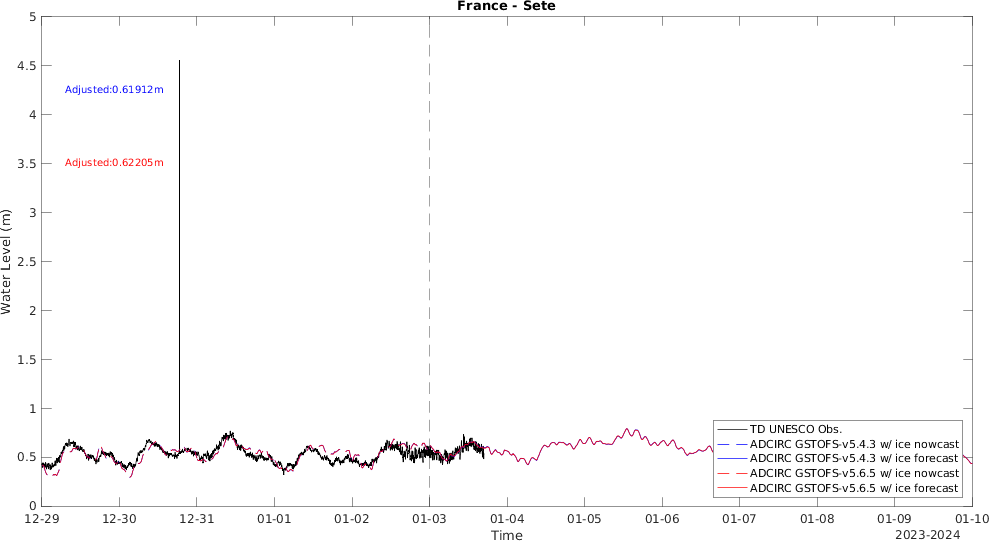 France - Sete
5
4.5
4
3.5
3
2.5
2
1.5
1
0.5
0
Water Level (m)
Adjusted:0.61912m
Adjusted:0.62205m
TD UNESCO Obs.
ADCIRC GSTOFS-v5.4.3 w/ ice nowcast
ADCIRC GSTOFS-v5.4.3 w/ ice forecast
ADCIRC GSTOFS-v5.6.5 w/ ice nowcast
ADCIRC GSTOFS-v5.6.5 w/ ice forecast
12-29 12-30 12-31 01-01 01-02 01-03 01-04 01-05 01-06 01-07 01-08 01-09 01-10
Time
2023-2024